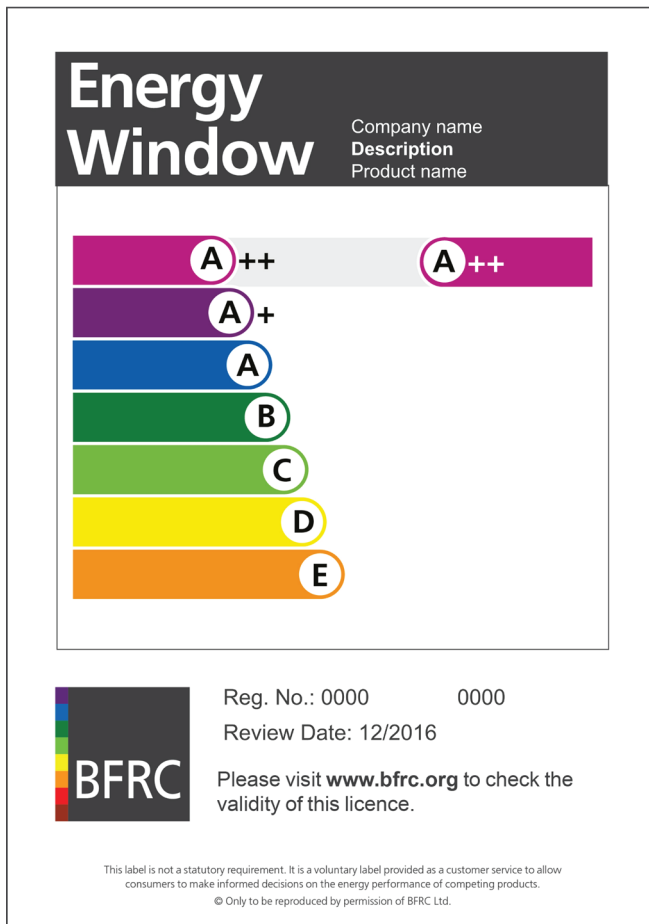 Energy
Window
Company name
Description
Product name
A++
A++
A+
A
B
C
D
E
BFRC
Reg. No.: 0000 0000
Review Date: 12/2016
Please visit www.bfrc.org to check the
validity of this licence.
This label is not a statutory requirement. It is a voluntary label provided as a customer service to allow
consumers to make informed decisions on the energy performance of competing products.
© Only to be reproduced by permission of BFRC Ltd.